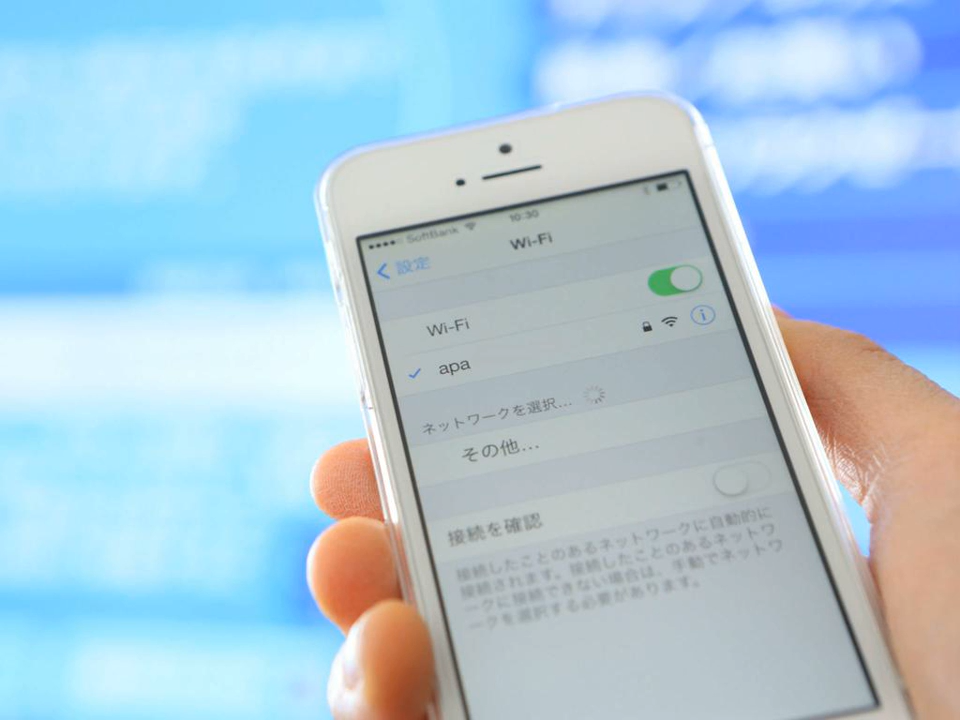 SoftBank 10:30
設定 Wi-Fi
Wi-Fi
apa
ネットワークを選択...
その他...
接続を確認
接続したことのあるネットワークに自動的に
接続されます。接続したことのあるネットワ
ークに接続できない場合は、手動でネットワ
ークを選択する必要があります。